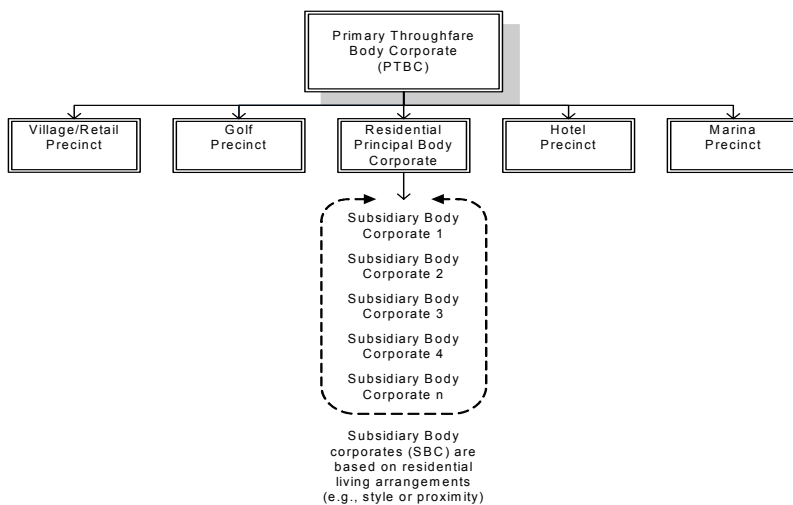 Primary Throughfare
Body Corporate
(PTBC)
Village/Retail
Precinct
Golf
Precinct
Residential
Principal Body
Corporate
Hotel
Precinct
Marina
Precinct
Subsidiary Body
Corporate 1
Subsidiary Body
Corporate 2
Subsidiary Body
Corporate 3
Subsidiary Body
Corporate 4
Subsidiary Body
Corporate n
Subsidiary Body
corporates (SBC) are
based on residential
living arrangements
(e.g., style or proximity)